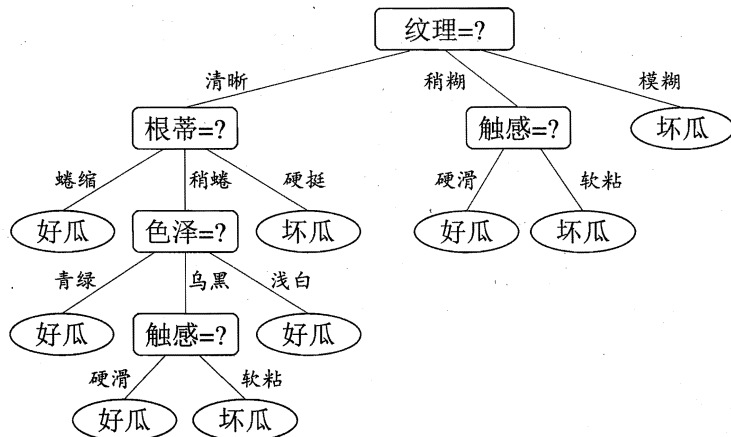 纹理=?
清晰 稍糊 模糊
根蒂=? 触感=? 坏瓜
蜷缩 稍蜷 硬挺 硬滑 软粘
好瓜 色泽=? 坏瓜 好瓜 坏瓜
青绿 乌黑 浅白
好瓜 触感=? 好瓜
硬滑 软粘
好瓜 坏瓜